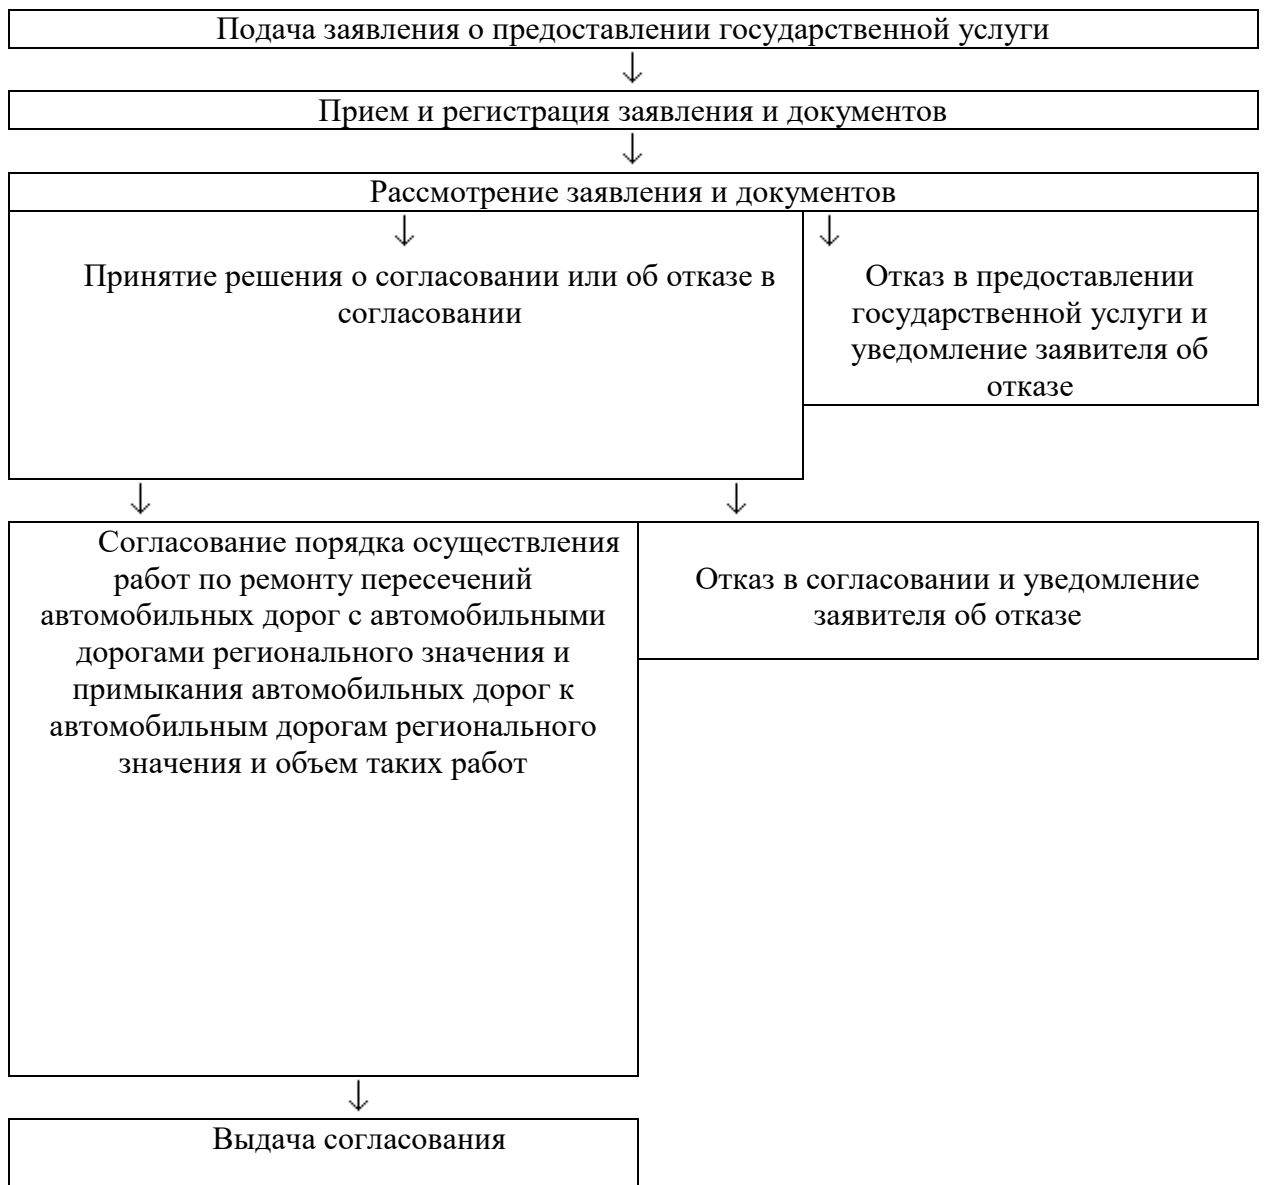 Подача заявления о предоставлении государственной услуги
Прием и регистрация заявления и документов
Рассмотрение заявления и документов
Принятие решения о согласовании или об отказе в
согласовании
Отказ в предоставлении
государственной услуги и
уведомление заявителя об
отказе
Согласование порядка осуществления
работ по ремонту пересечений
автомобильных дорог с автомобильными
дорогами регионального значения и
примыкания автомобильных дорог к
автомобильным дорогам регионального
значения и объем таких работ
Отказ в согласовании и уведомление
заявителя об отказе
Выдача согласования